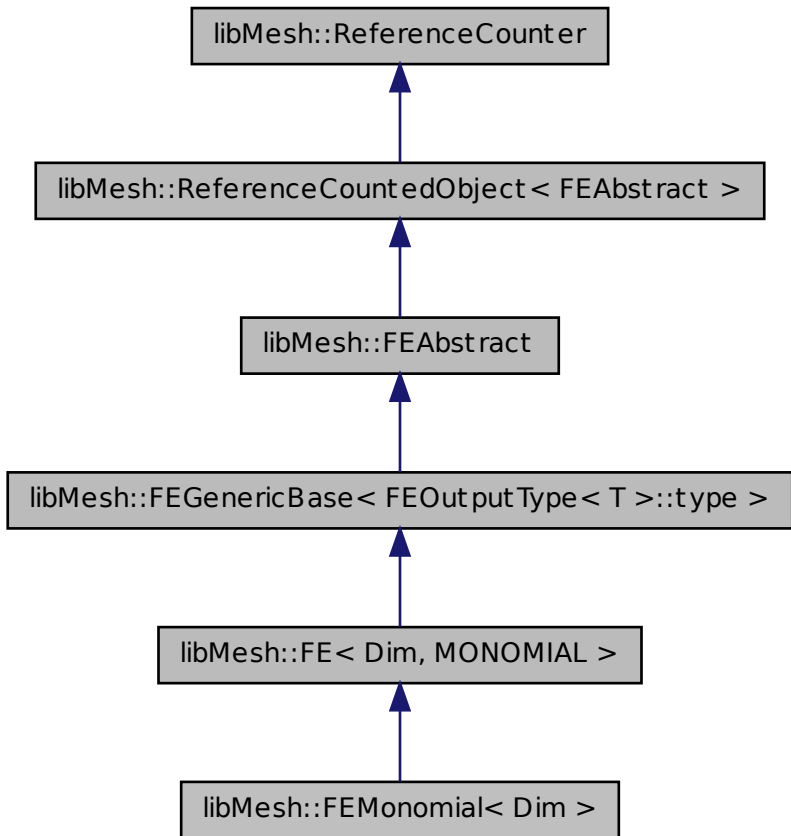 libMesh::ReferenceCounter
libMesh::ReferenceCountedObject< FEAbstract >
libMesh::FEAbstract
libMesh::FEGenericBase< FEOutputType< T >::type >
libMesh::FE< Dim, MONOMIAL >
libMesh::FEMonomial< Dim >